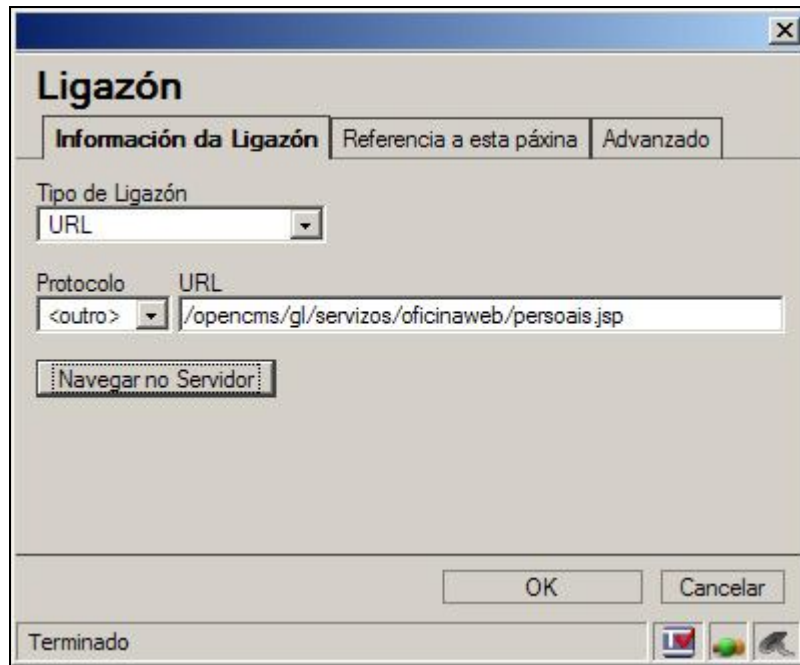 Ligazón
Información da Ligazón Referencia a esta páxina Advanzado
Tipo de Ligazón
URL
Protocolo URL
<outro> /opencms/gl/servizos/oficinaweb/persoais.jsp
Navegar no Servidor
OK Cancelar
Terminado